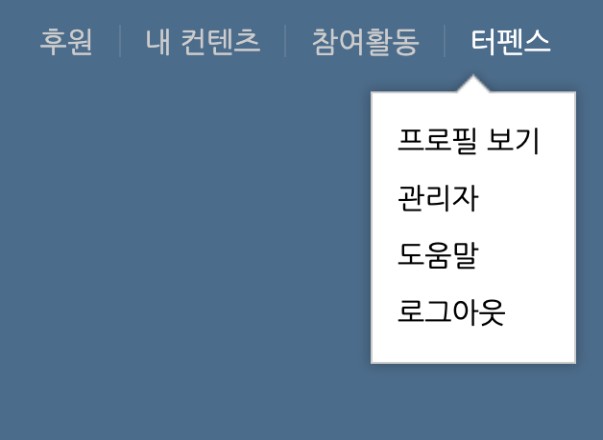 후원 내 컨텐츠 참여활동 터펜스
프로필 보기
관리자
도움말
로그아웃